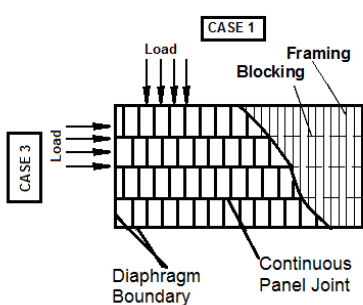 CASE 1
Load
Framing
Blocking
CASE 3
Load
Diaphragm
Boundary
Continuous
Panel Joint